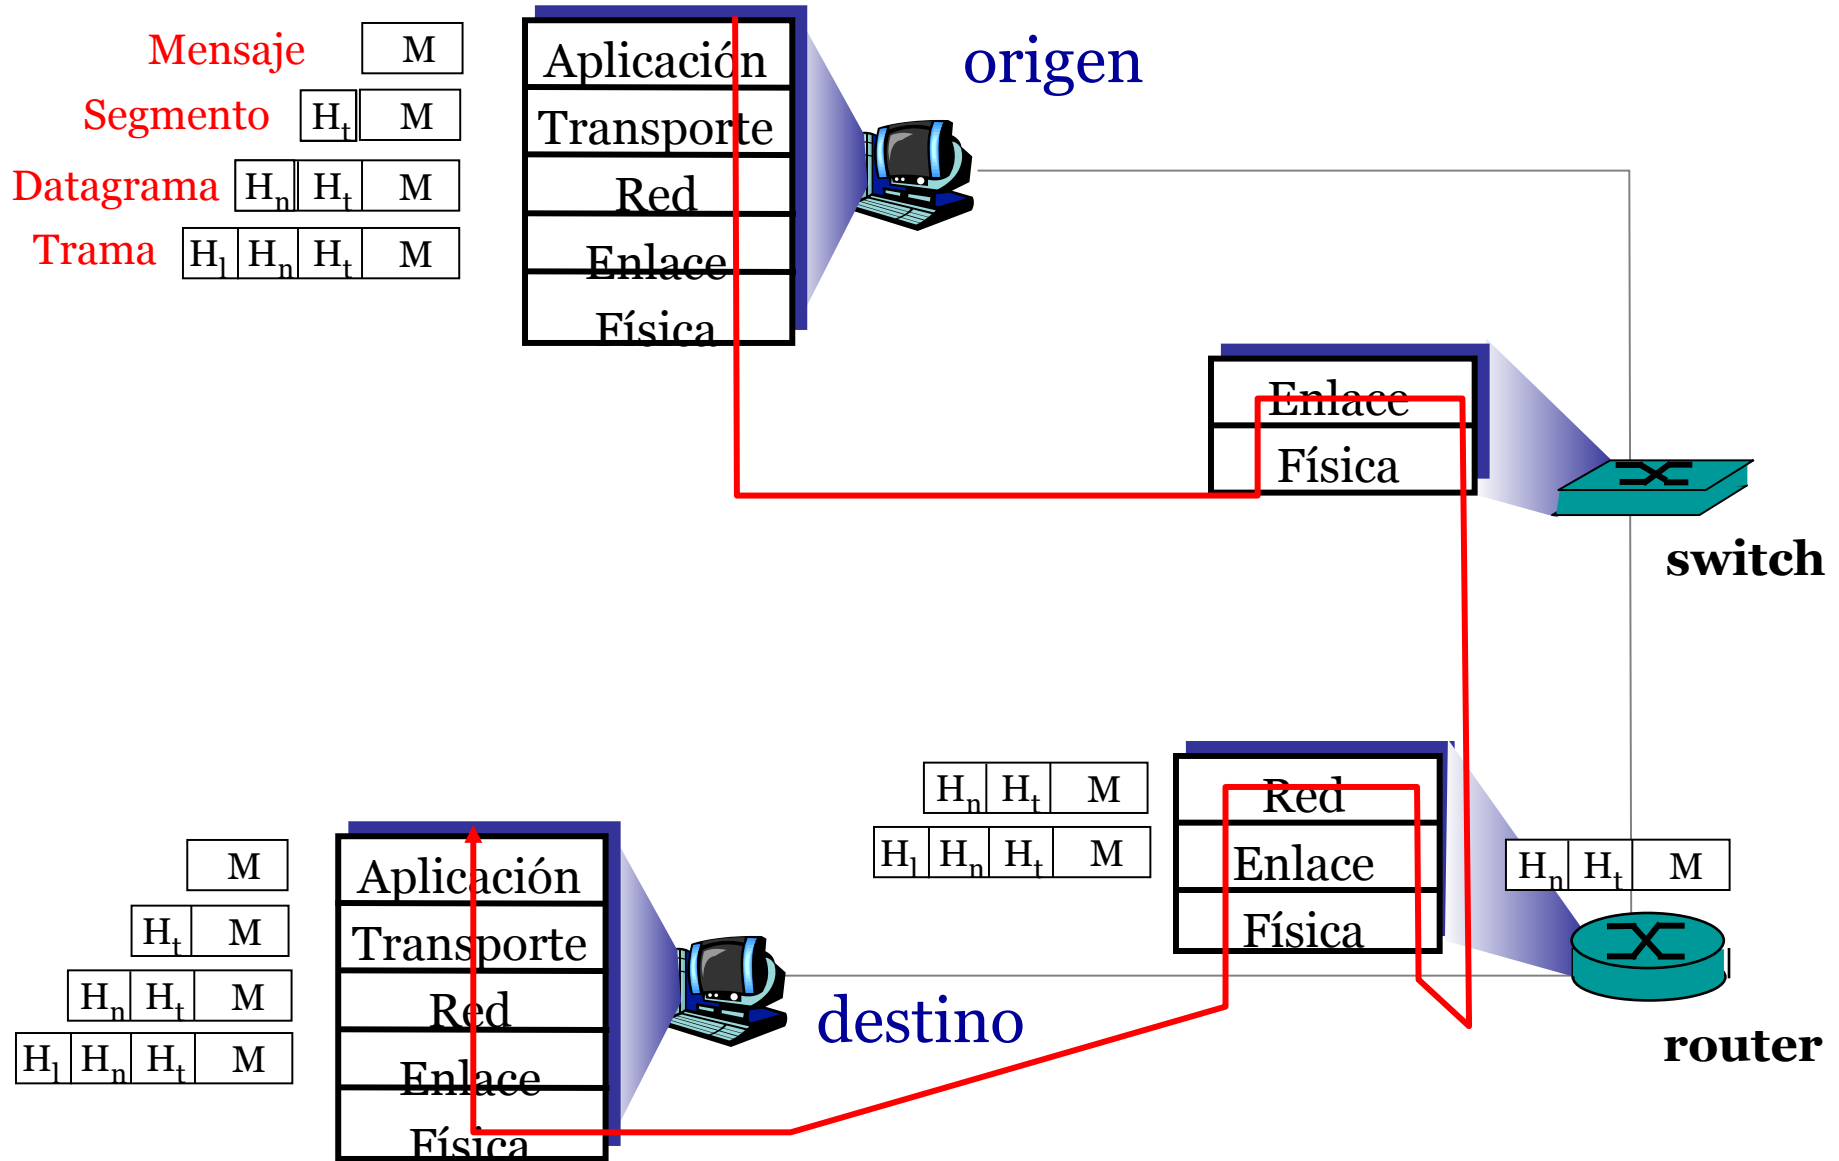 Mensaje M
Segmento Ht M
Datagrama Hn Ht M
Trama Hl Hn Ht M
Aplicación
Transporte
Red
Enlace
Física
origen
Enlace
Física
switch
Hn Ht M
Hl Hn Ht M
Red
Enlace
Física
Hn Ht M
router
M
Ht M
Hn Ht M
Hl Hn Ht M
Aplicación
Transporte
Red
Enlace
Física
destino